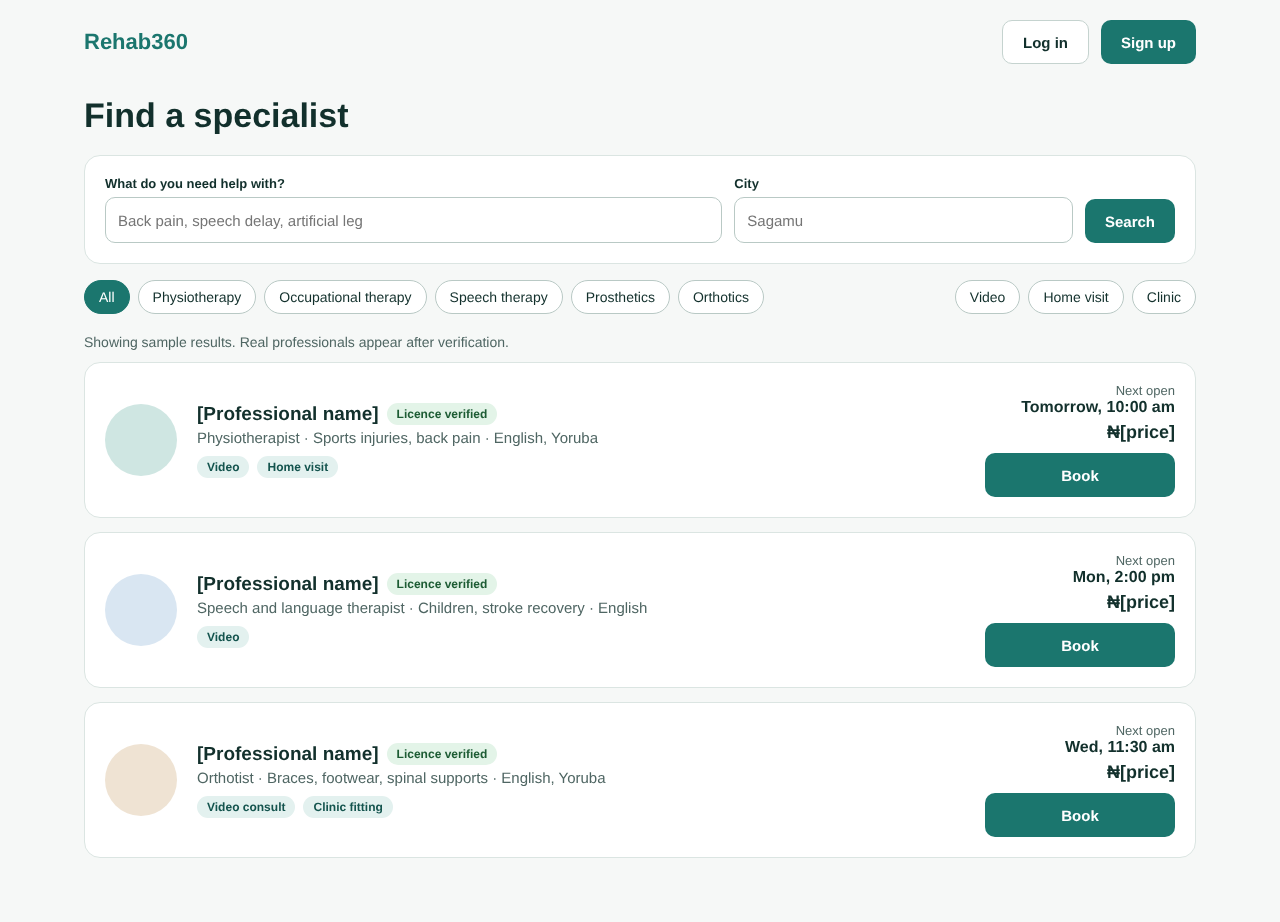 Rehab360
Log in
Sign up
Find a specialist
What do you need help with?
City
Back pain, speech delay, artificial leg
Sagamu
Search
All
Physiotherapy
Occupational therapy
Speech therapy
Prosthetics
Orthotics
Video
Home visit
Clinic
Showing sample results. Real professionals appear after verification.
[Professional name]
Licence verified
Physiotherapist · Sports injuries, back pain · English, Yoruba
Video
Home visit
Next open
Tomorrow, 10:00 am
₦[price]
Book
[Professional name]
Licence verified
Speech and language therapist · Children, stroke recovery · English
Video
Next open
Mon, 2:00 pm
₦[price]
Book
[Professional name]
Licence verified
Orthotist · Braces, footwear, spinal supports · English, Yoruba
Video consult
Clinic fitting
Next open
Wed, 11:30 am
₦[price]
Book